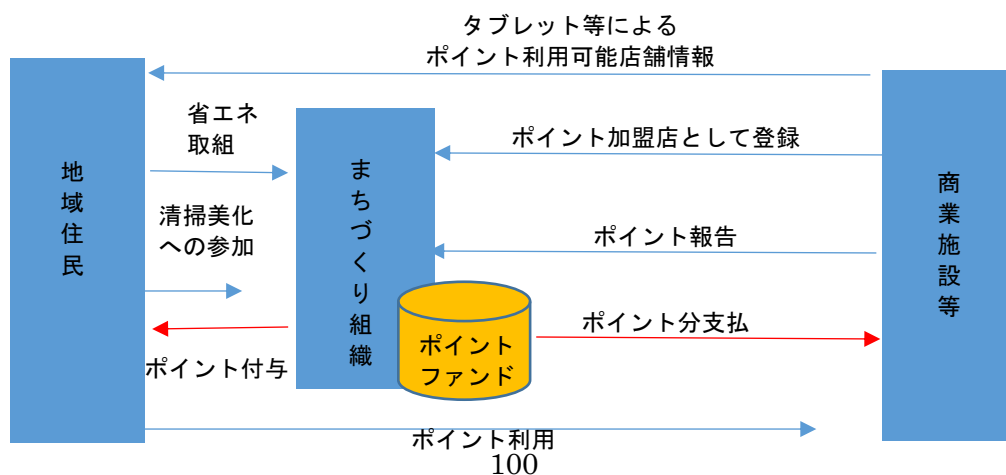 タブレット等による
ポイント利用可能店舗情報
省エネ
取組
ポイント加盟店として登録
地域住民
まちづくり組織
商業施設等
清掃美化
への参加
ポイント報告
ポイント分支払
ポイント
ファンド
ポイント付与
ポイント利用
100